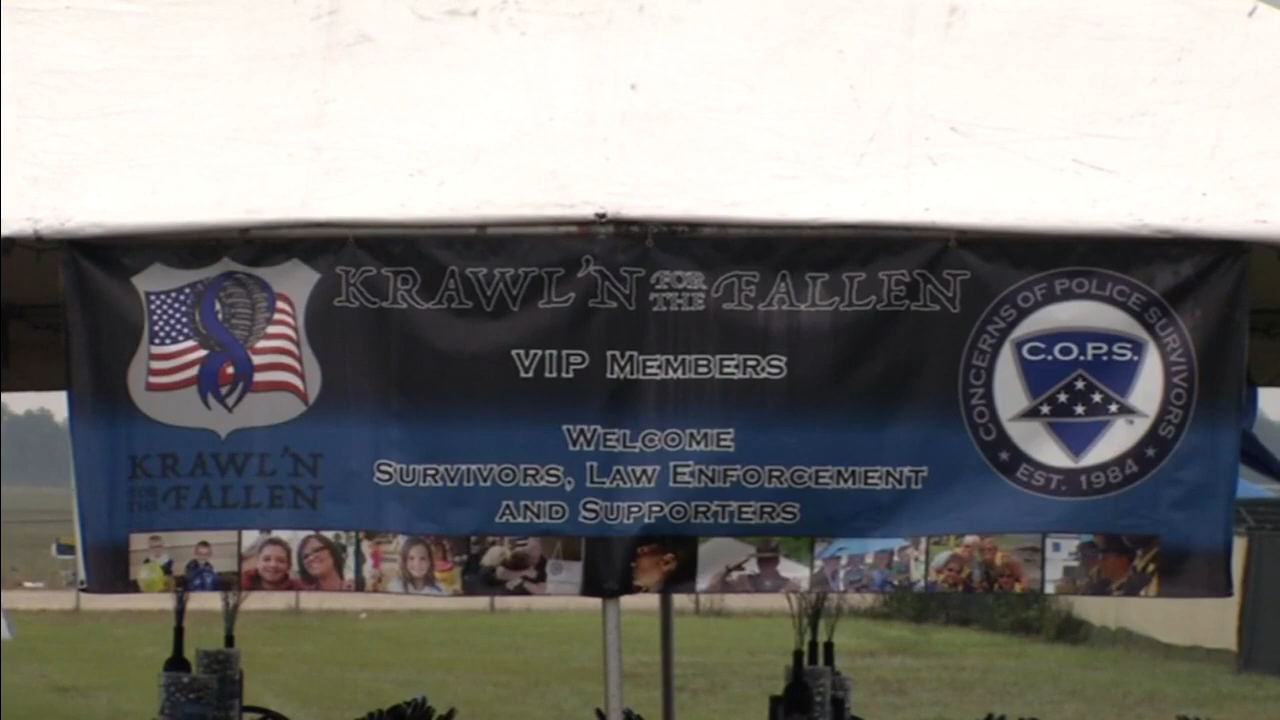 KRAWL'N FOR THE FALLEN
VIP MEMBERS
WELCOME
SURVIVORS, LAW ENFORCEMENT
AND SUPPORTERS
KRAWL'N
FOR THE FALLEN
CONCERNS OF POLICE SURVIVORS
C.O.P.S.
EST. 1984